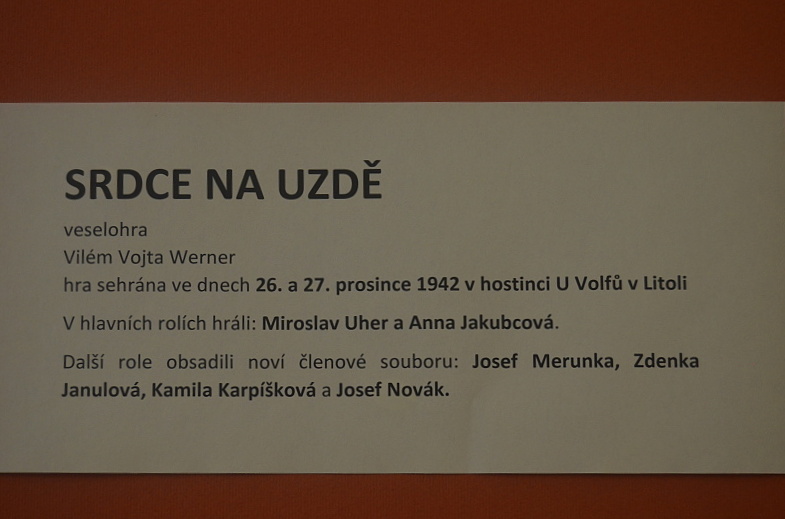 SRDCE NA UZDĚ
veselohra
Vilém Vojta Werner
hra sehrána ve dnech 26. a 27. prosince 1942 v hostinci U Volfů v Litoli
V hlavních rolích hráli: Miroslav Uher a Anna Jakubcová.
Další role obsadili noví členové souboru: Josef Merunka, Zdenka
Janulová, Kamila Karpíšková a Josef Novák.